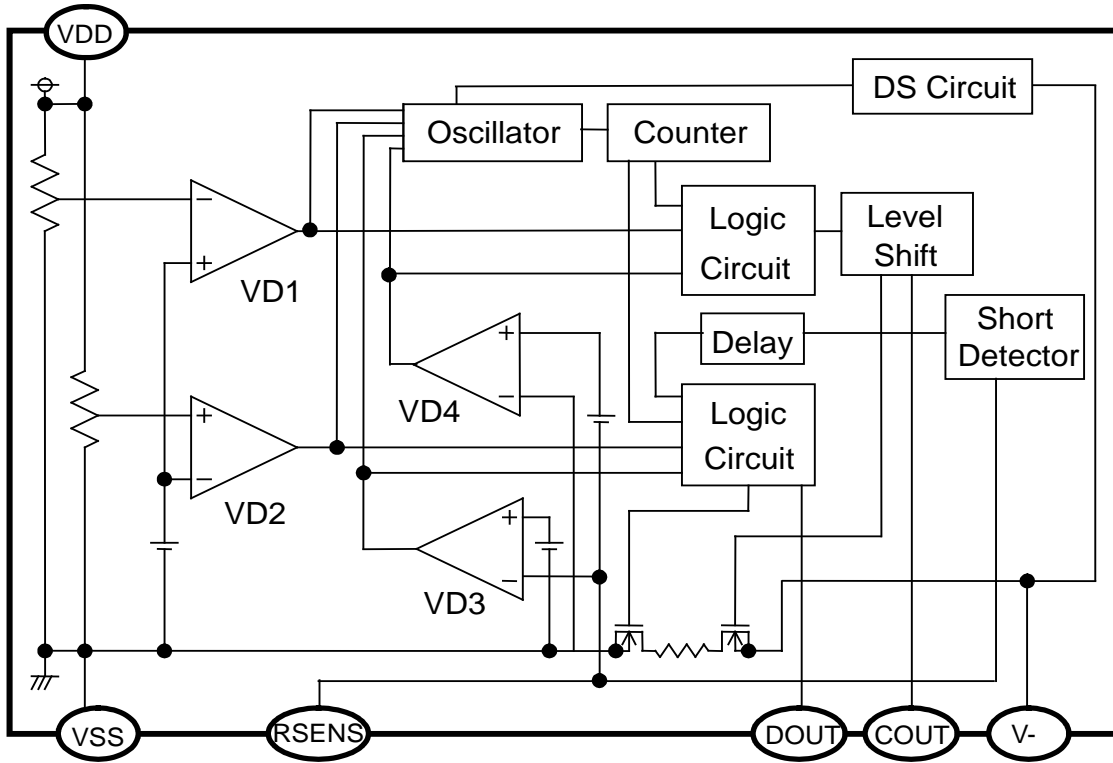 VDD
DS Circuit
Oscillator
Counter
Logic
Circuit
Level
Shift
−
+
VD1
Short
Detector
Delay
+
−
VD4
Logic
Circuit
+
−
VD2
+
−
VD3
VSS
RSENS
DOUT
COUT
V-